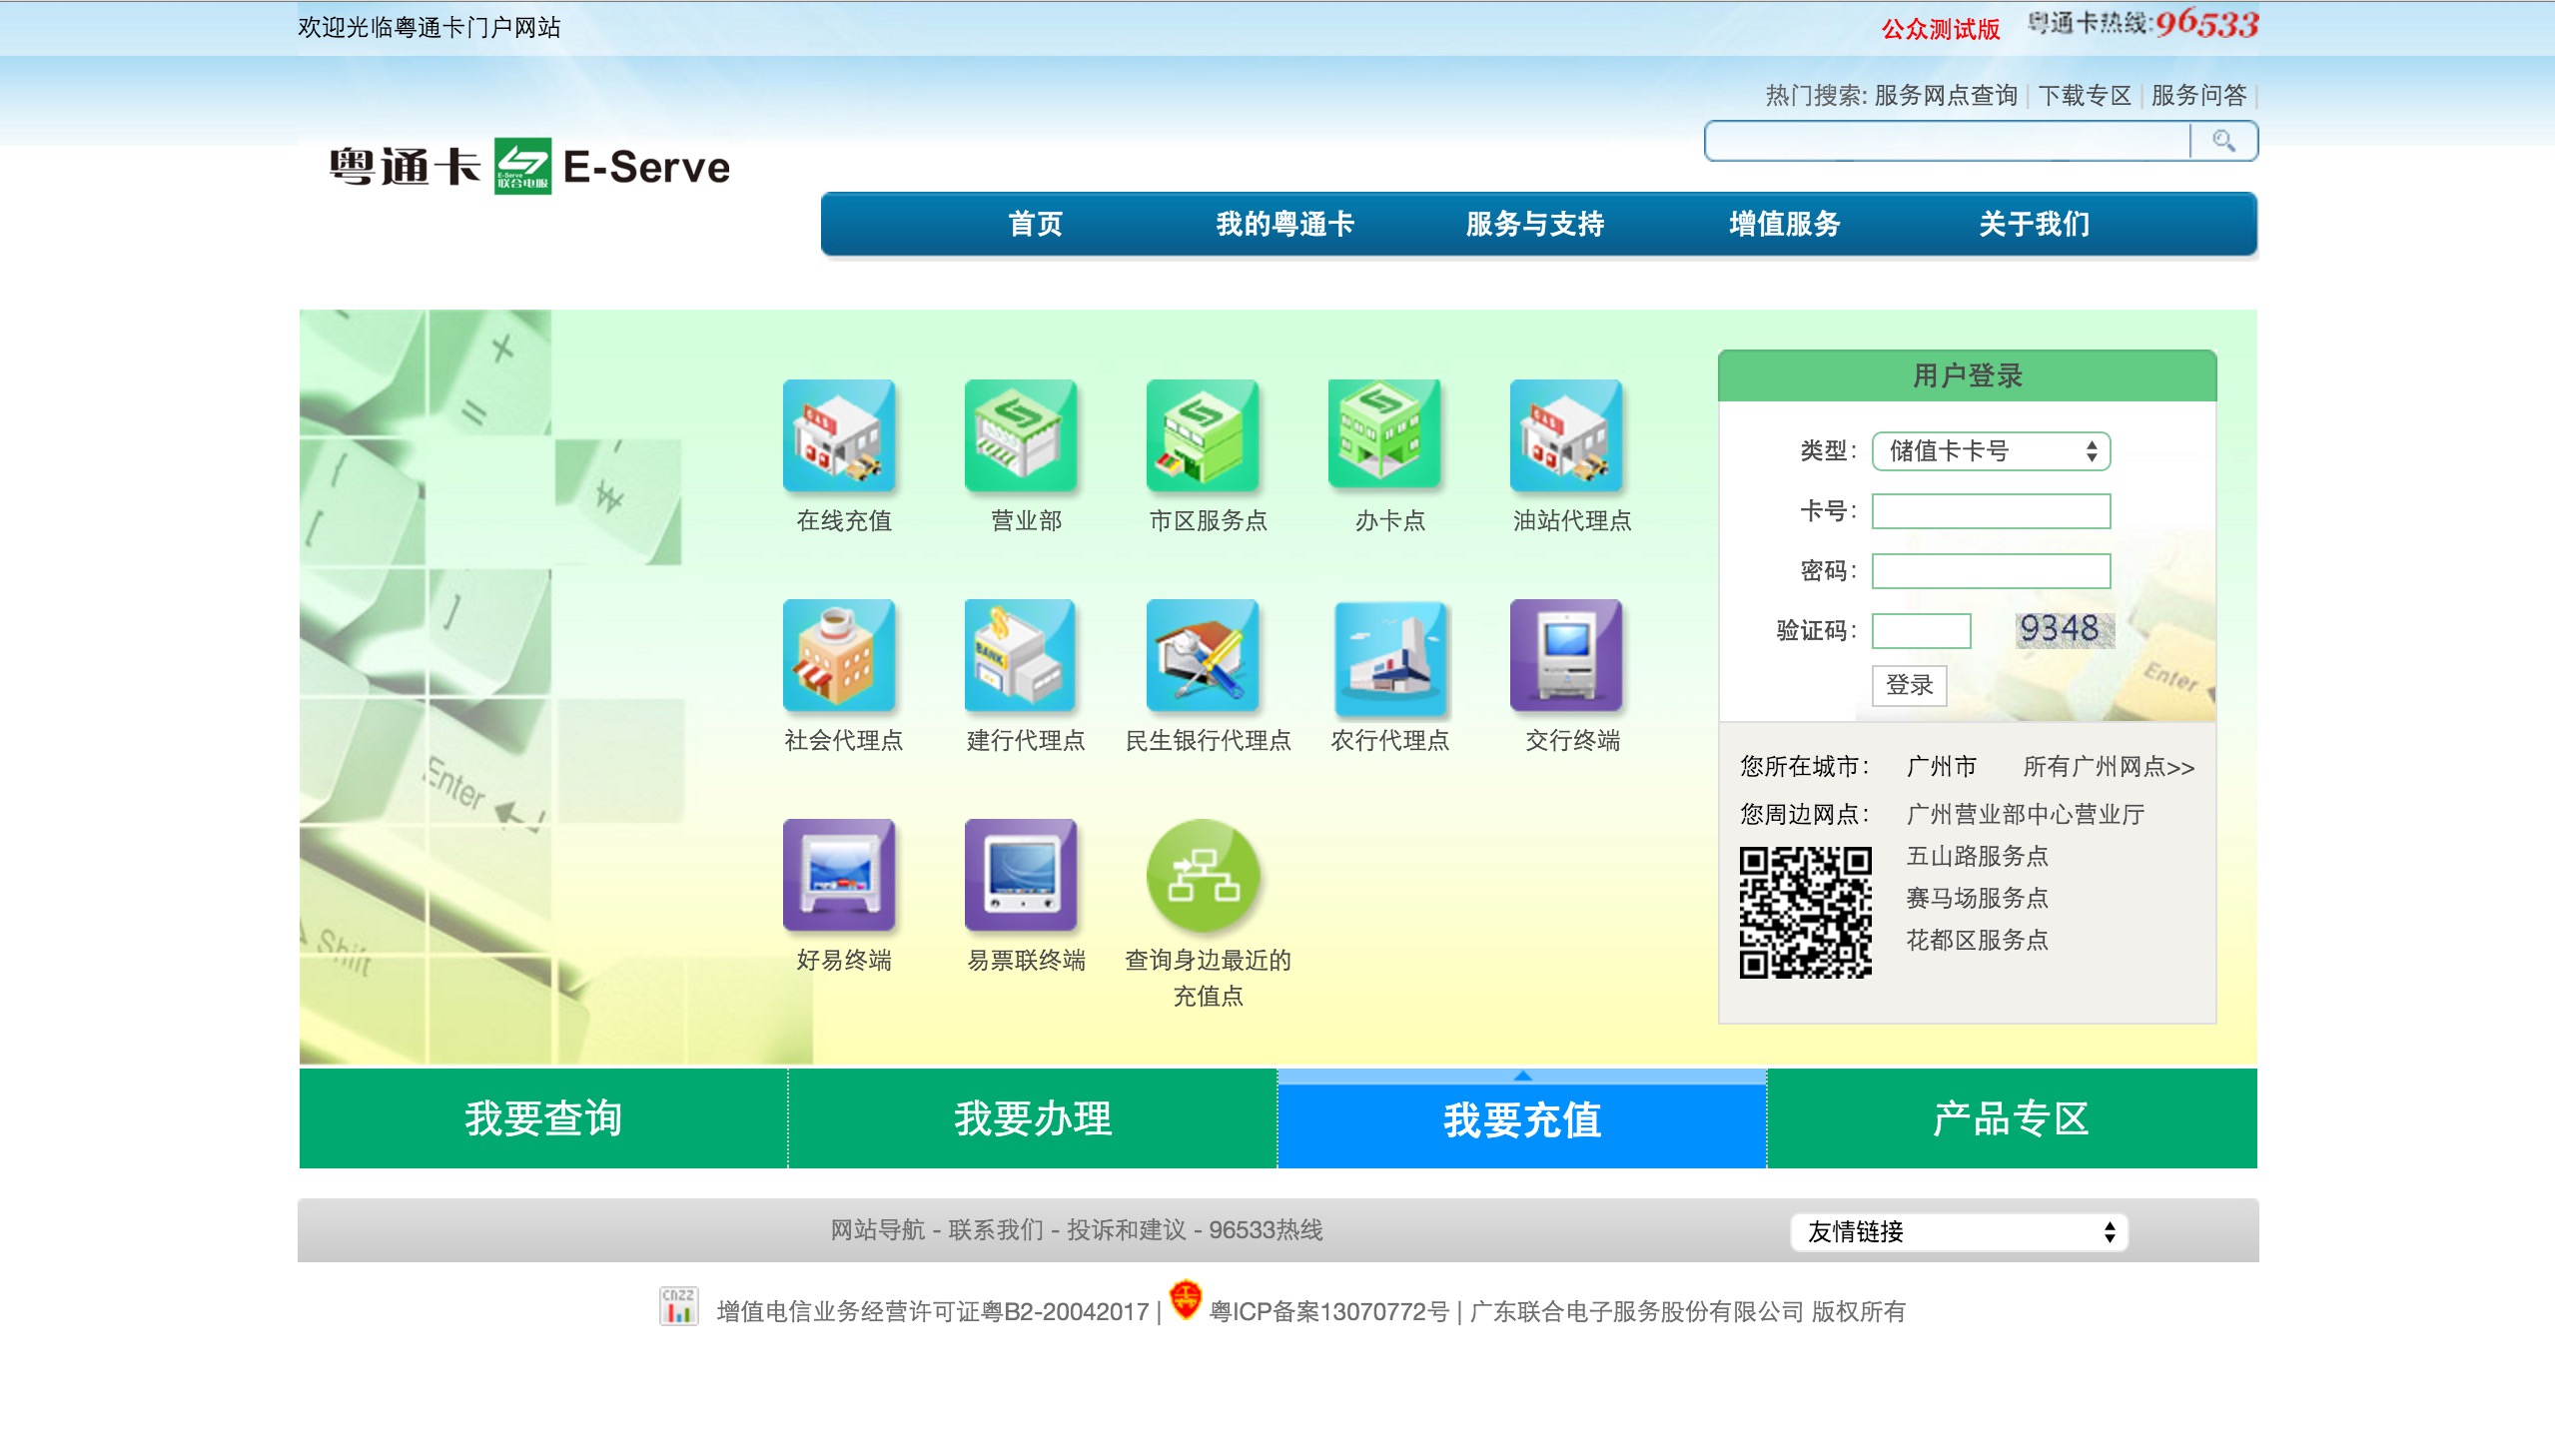 欢迎光临粤通卡门户网站
公众测试版 粤通卡热线:96533
热门搜索: 服务网点查询 | 下载专区 | 服务问答 |
粤通卡 E-Serve 联合电服 E-Serve
首页 我的粤通卡 服务与支持 增值服务 关于我们
用户登录
在线充值 营业部 市区服务点 办卡点 油站代理点
社会代理点 建行代理点 民生银行代理点 农行代理点 交行终端
好易终端 易票联终端 查询身边最近的
充值点
类型: 储值卡卡号
卡号:
密码:
验证码: 9348
登录
您所在城市: 广州市 所有广州网点>>
您周边网点: 广州营业部中心营业厅
五山路服务点
赛马场服务点
花都区服务点
BANK
Enter
Shift
Enter
我要查询 我要办理 我要充值 产品专区
网站导航 - 联系我们 - 投诉和建议 - 96533热线 友情链接
CNZZ 增值电信业务经营许可证粤B2-20042017 | 粤ICP备案13070772号 | 广东联合电子服务股份有限公司 版权所有